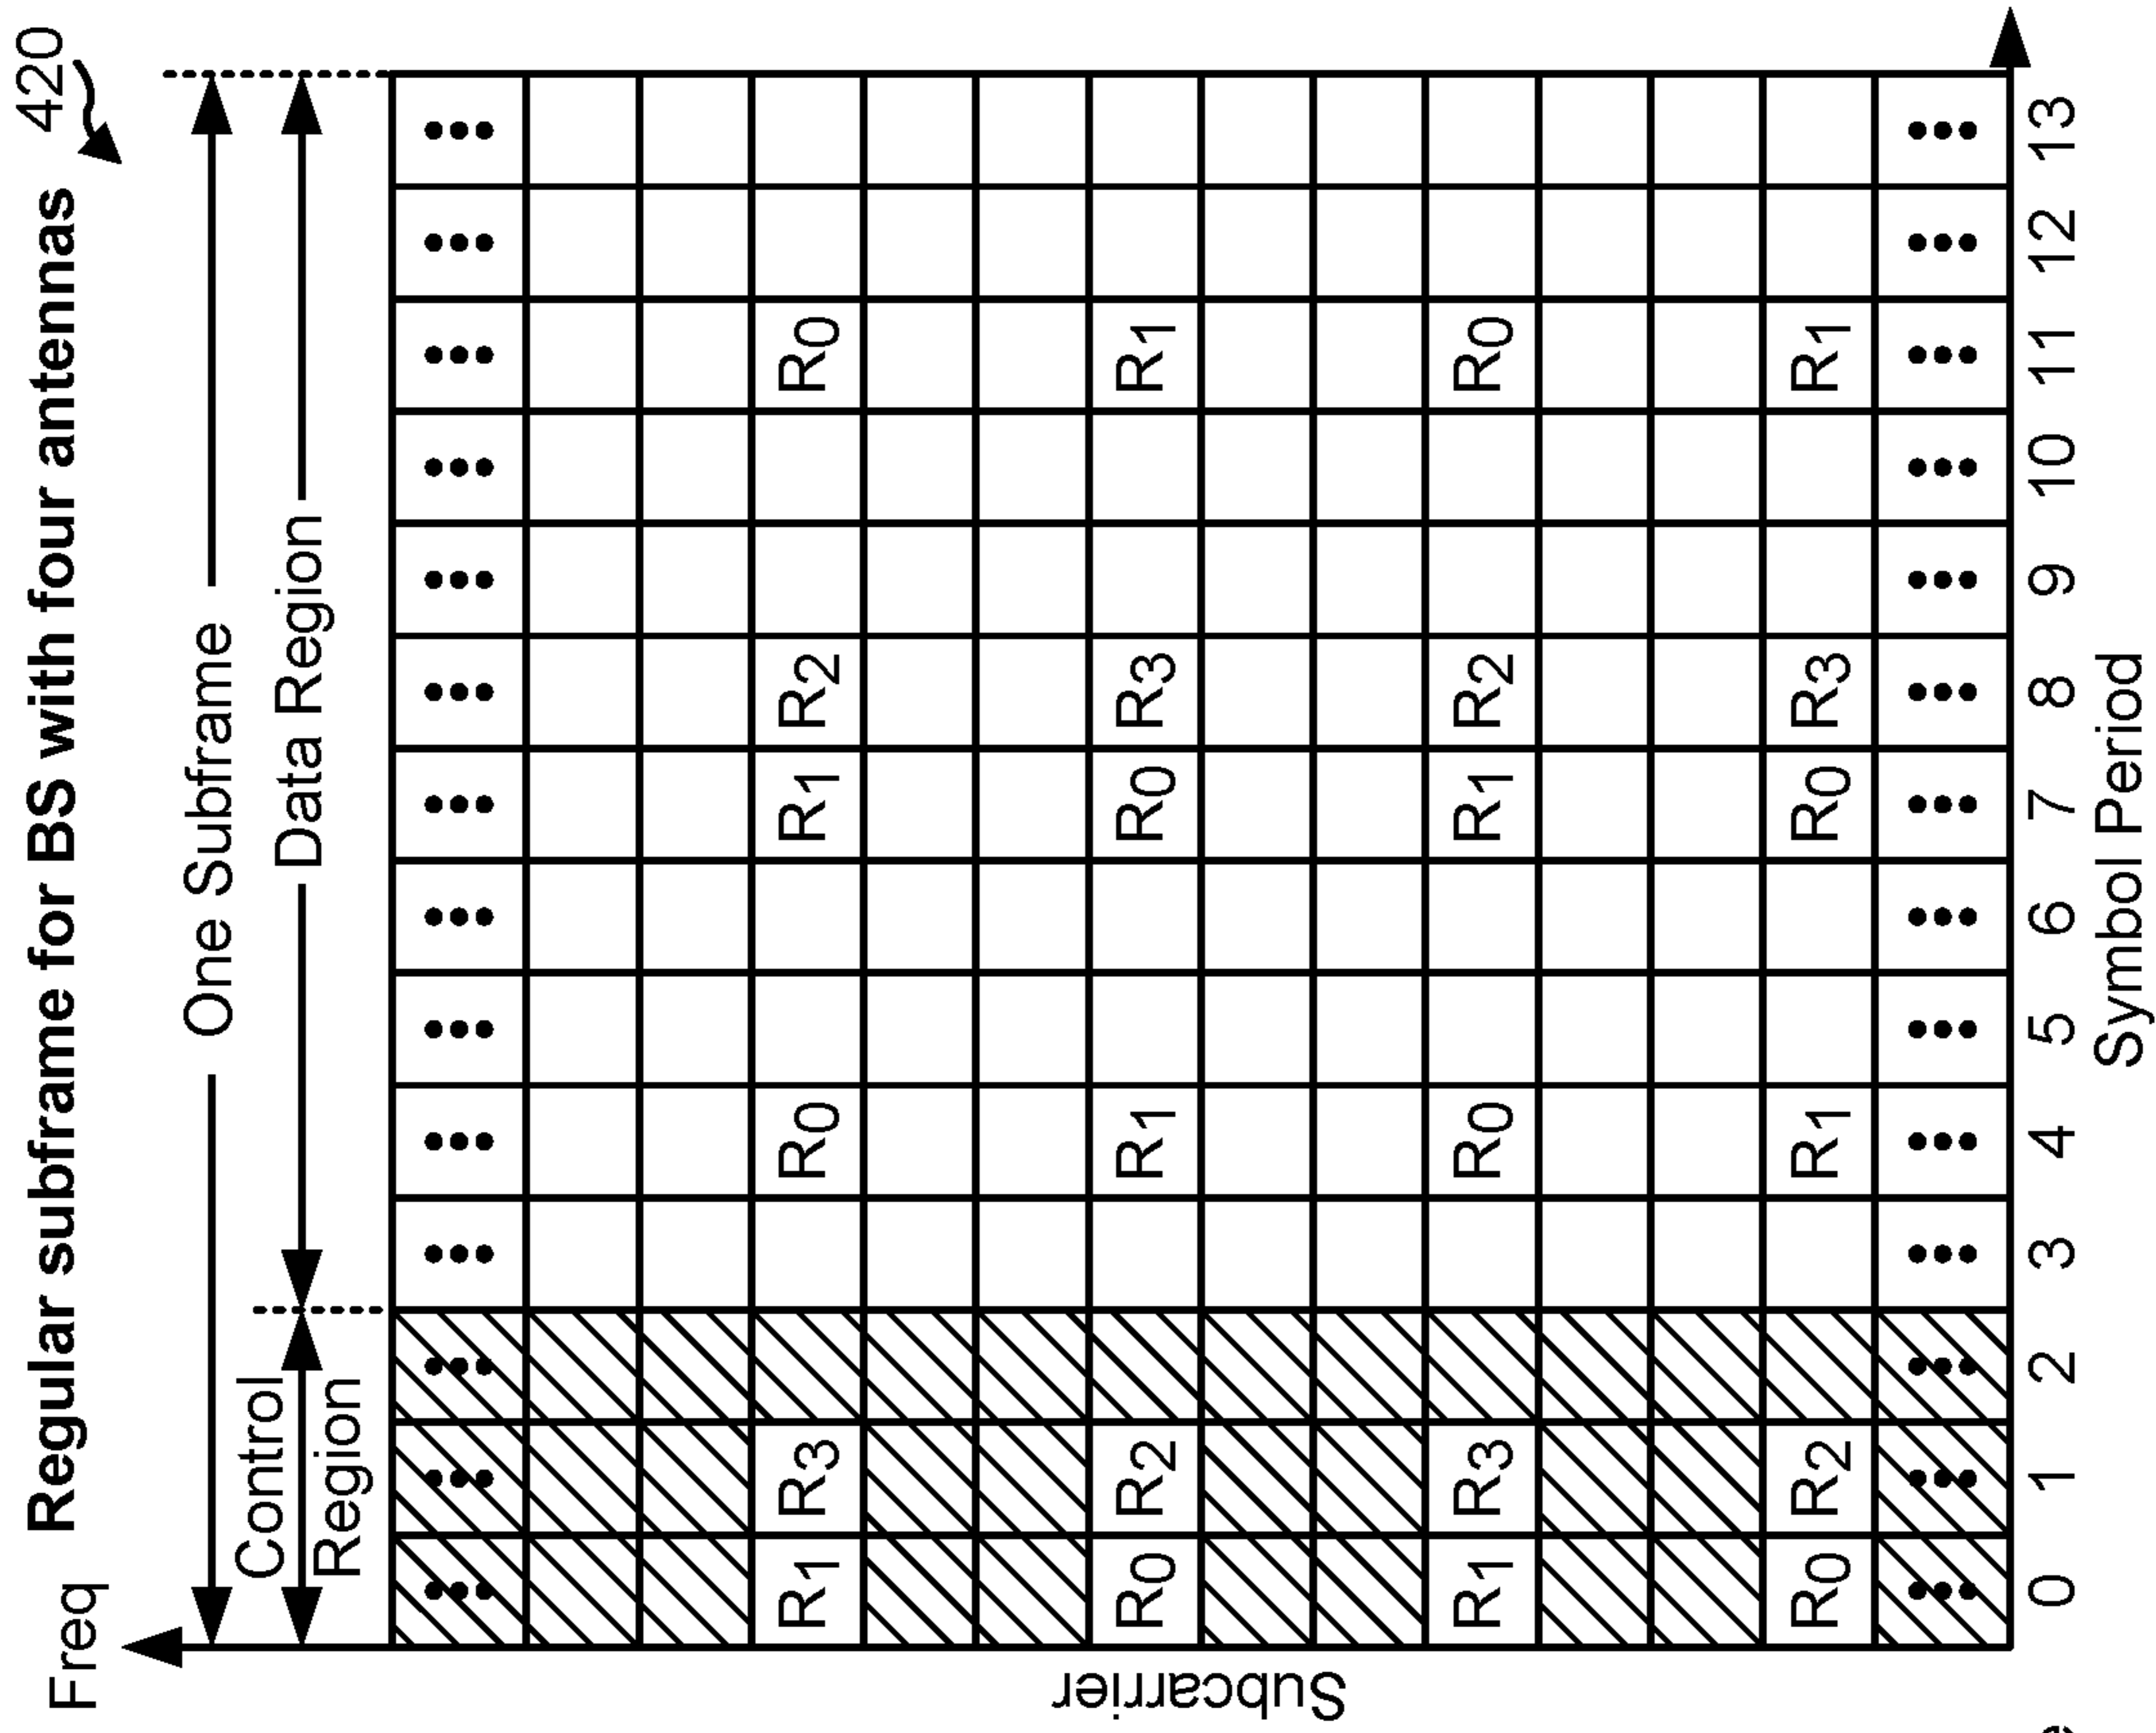 Freq
Regular subframe for BS with four antennas
420
One Subframe
Control
Region
Data Region
R1 R3 R0 R1 R2 R0
R0 R2 R1 R0 R3 R1
R1 R3 R0 R1 R2 R0
R0 R2 R1 R0 R3 R1
Subcarrier
0 1 2 3 4 5 6 7 8 9 10 11 12 13
Symbol Period